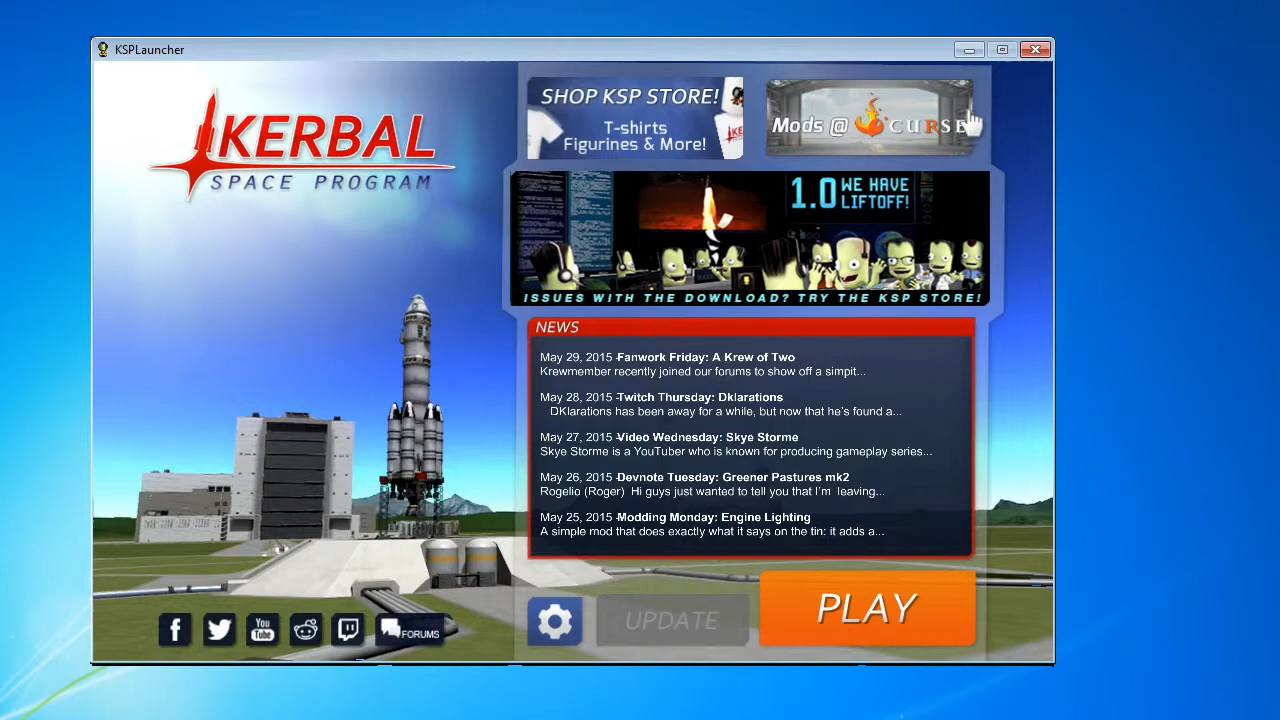 KSPLauncher
KERBAL
SPACE PROGRAM
SHOP KSP STORE!
T-shirts
Figurines & More!
Mods @ CURSE
1.0 WE HAVE
LIFTOFF!
ISSUES WITH THE DOWNLOAD? TRY THE KSP STORE!
NEWS
May 29, 2015 -Fanwork Friday: A Krew of Two
Krewmember recently joined our forums to show off a simpit...
May 28, 2015 -Twitch Thursday: Dklarations
DKlarations has been away for a while, but now that he's found a...
May 27, 2015 -Video Wednesday: Skye Storme
Skye Storme is a YouTuber who is known for producing gameplay series...
May 26, 2015 -Devnote Tuesday: Greener Pastures mk2
Rogelio (Roger) Hi guys just wanted to tell you that I'm leaving...
May 25, 2015 -Modding Monday: Engine Lighting
A simple mod that does exactly what it says on the tin: it adds a...
You
Tube
FORUMS
UPDATE
PLAY